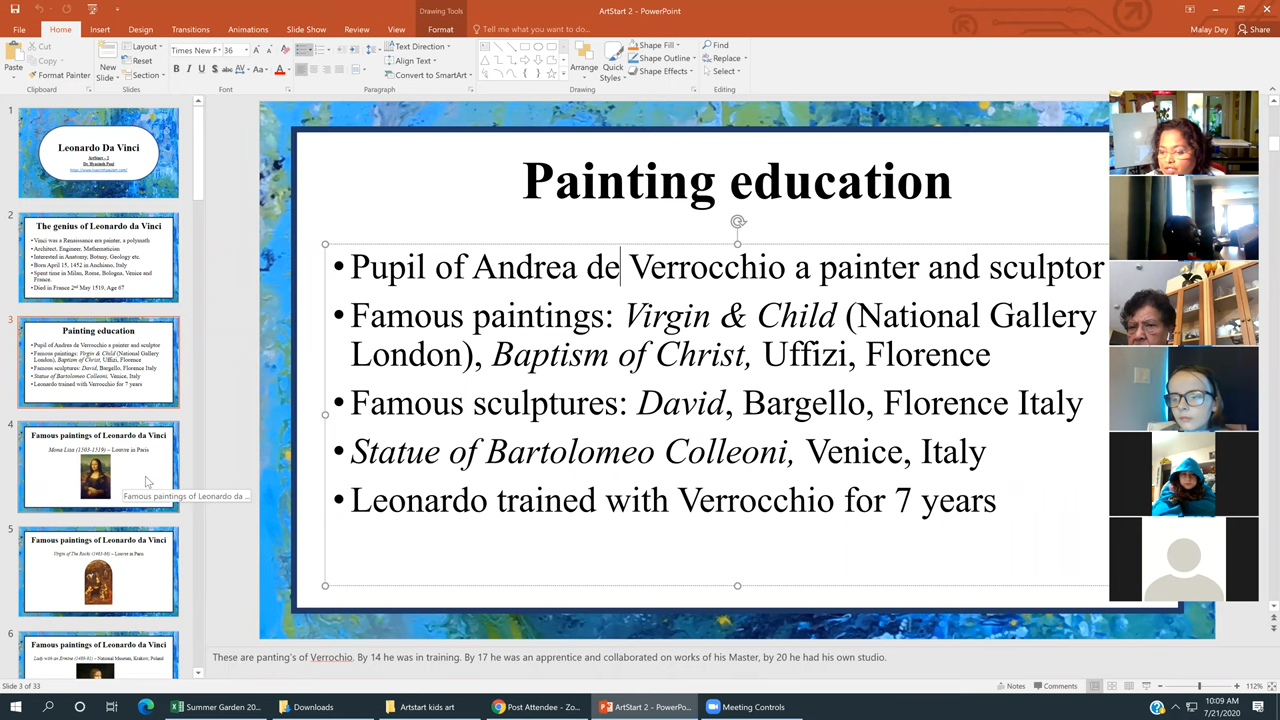 Drawing Tools
ArtStart 2 - PowerPoint
File
Home
Insert
Design
Transitions
Animations
Slide Show
Review
View
Format
Tell me what you want to do...
Malay Dey
Share
Paste
Cut
Copy
Format Painter
Clipboard
New Slide
Layout
Reset
Section
Slides
Times New R
36
Font
Text Direction
Align Text
Convert to SmartArt
Paragraph
Arrange
Quick Styles
Shape Fill
Shape Outline
Shape Effects
Drawing
Find
Replace
Select
Editing
1
Leonardo Da Vinci
ArtStart - 2
Dr. Hyacinth Paul
https://www.hyacinthpaulart.com/
2
The genius of Leonardo da Vinci
• Vinci was a Renaissance era painter, a polymath
• Architect, Engineer, Mathematician
• Interested in Anatomy, Botany, Geology etc.
• Born April 15, 1452 in Anchiano, Italy
• Spent time in Milan, Rome, Bologna, Venice and
France.
• Died in France 2nd May 1519, Age 67
3
Painting education
• Pupil of Andrea de Verrocchio a painter and sculptor
• Famous paintings: Virgin & Child (National Gallery
London), Baptism of Christ, Uffizi, Florence
• Famous sculptures: David, Bargello, Florence Italy
• Statue of Bartolomeo Colleoni, Venice, Italy
• Leonardo trained with Verrocchio for 7 years
4
Famous paintings of Leonardo da Vinci
Mona Lisa (1503-1519) – Louvre in Paris
Famous paintings of Leonardo da ...
5
Famous paintings of Leonardo da Vinci
Virgin of The Rocks (1483-86) – Louvre in Paris
6
Famous paintings of Leonardo da Vinci
Lady with an Ermine (1489-91) – National Museum, Krakow, Poland
Painting education
• Pupil of Andrea de Verrocchio a painter and sculptor
• Famous paintings: Virgin & Child (National Gallery
London), Baptism of Christ, Uffizi, Florence
• Famous sculptures: David, Bargello, Florence Italy
• Statue of Bartolomeo Colleoni, Venice, Italy
• Leonardo trained with Verrocchio for 7 years
These are panting's of Verrochio. By 14 he was in training. By 17 he was an apprentice and collaborated on works of his Master, by 20 he had his own studio.
Slide 3 of 33
Notes
Comments
112%
Summer Garden 20...
Downloads
Artstart kids art
Post Attendee - Zo...
ArtStart 2 - PowerPo...
Meeting Controls
10:09 AM
7/21/2020